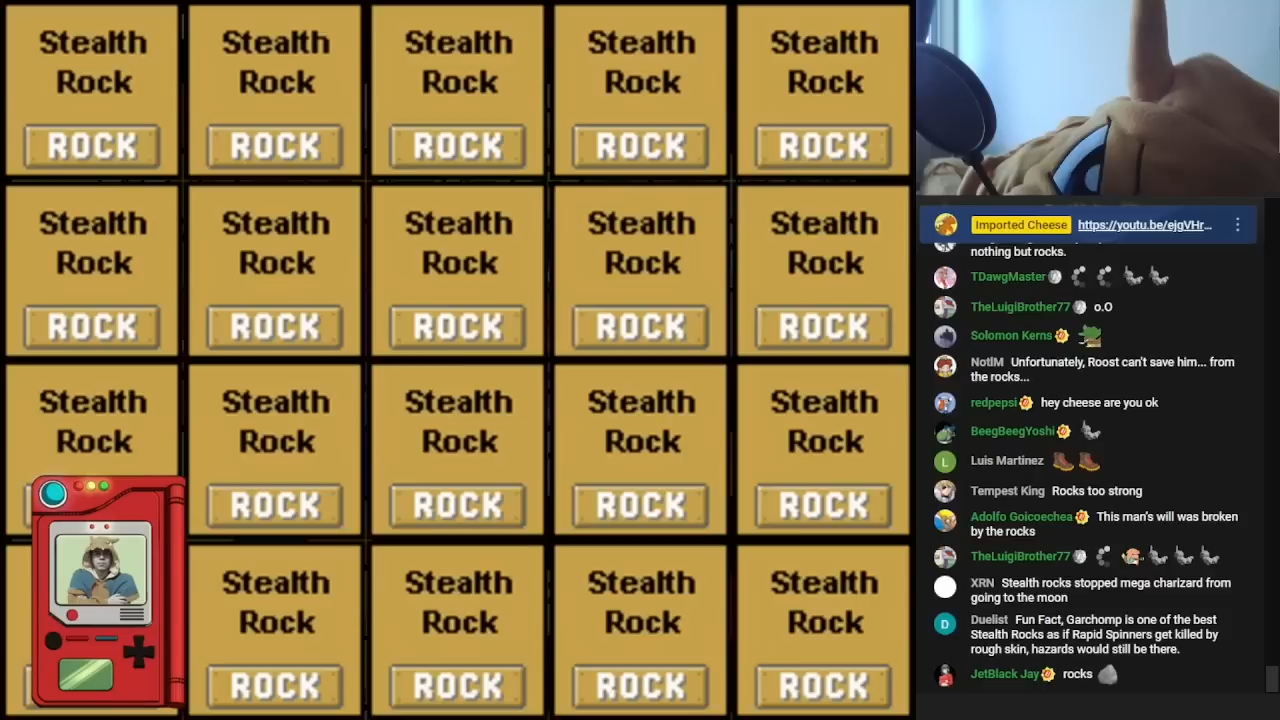 Stealth Stealth Stealth Stealth Stealth
Rock Rock Rock Rock Rock
ROCK ROCK ROCK ROCK ROCK
Stealth Stealth Stealth Stealth Stealth
Rock Rock Rock Rock Rock
ROCK ROCK ROCK ROCK ROCK
Stealth Stealth Stealth Stealth Stealth
Rock Rock Rock Rock Rock
ROCK ROCK ROCK ROCK
Stealth Stealth Stealth Stealth
Rock Rock Rock Rock
ROCK ROCK ROCK ROCK
Imported Cheese https://youtu.be/ejgVHr...
nothing but rocks.
TDawgMaster
TheLuigiBrother77 o.O
Solomon Kerns
NotIM Unfortunately, Roost can't save him... from
the rocks...
redpepsi hey cheese are you ok
BeegBeegYoshi
L Luis Martinez
Tempest King Rocks too strong
Adolfo Goicoechea This man's will was broken
by the rocks
TheLuigiBrother77
XRN Stealth rocks stopped mega charizard from
going to the moon
D Duelist Fun Fact, Garchomp is one of the best
Stealth Rocks as if Rapid Spinners get killed by
rough skin, hazards would still be there.
JetBlack Jay rocks